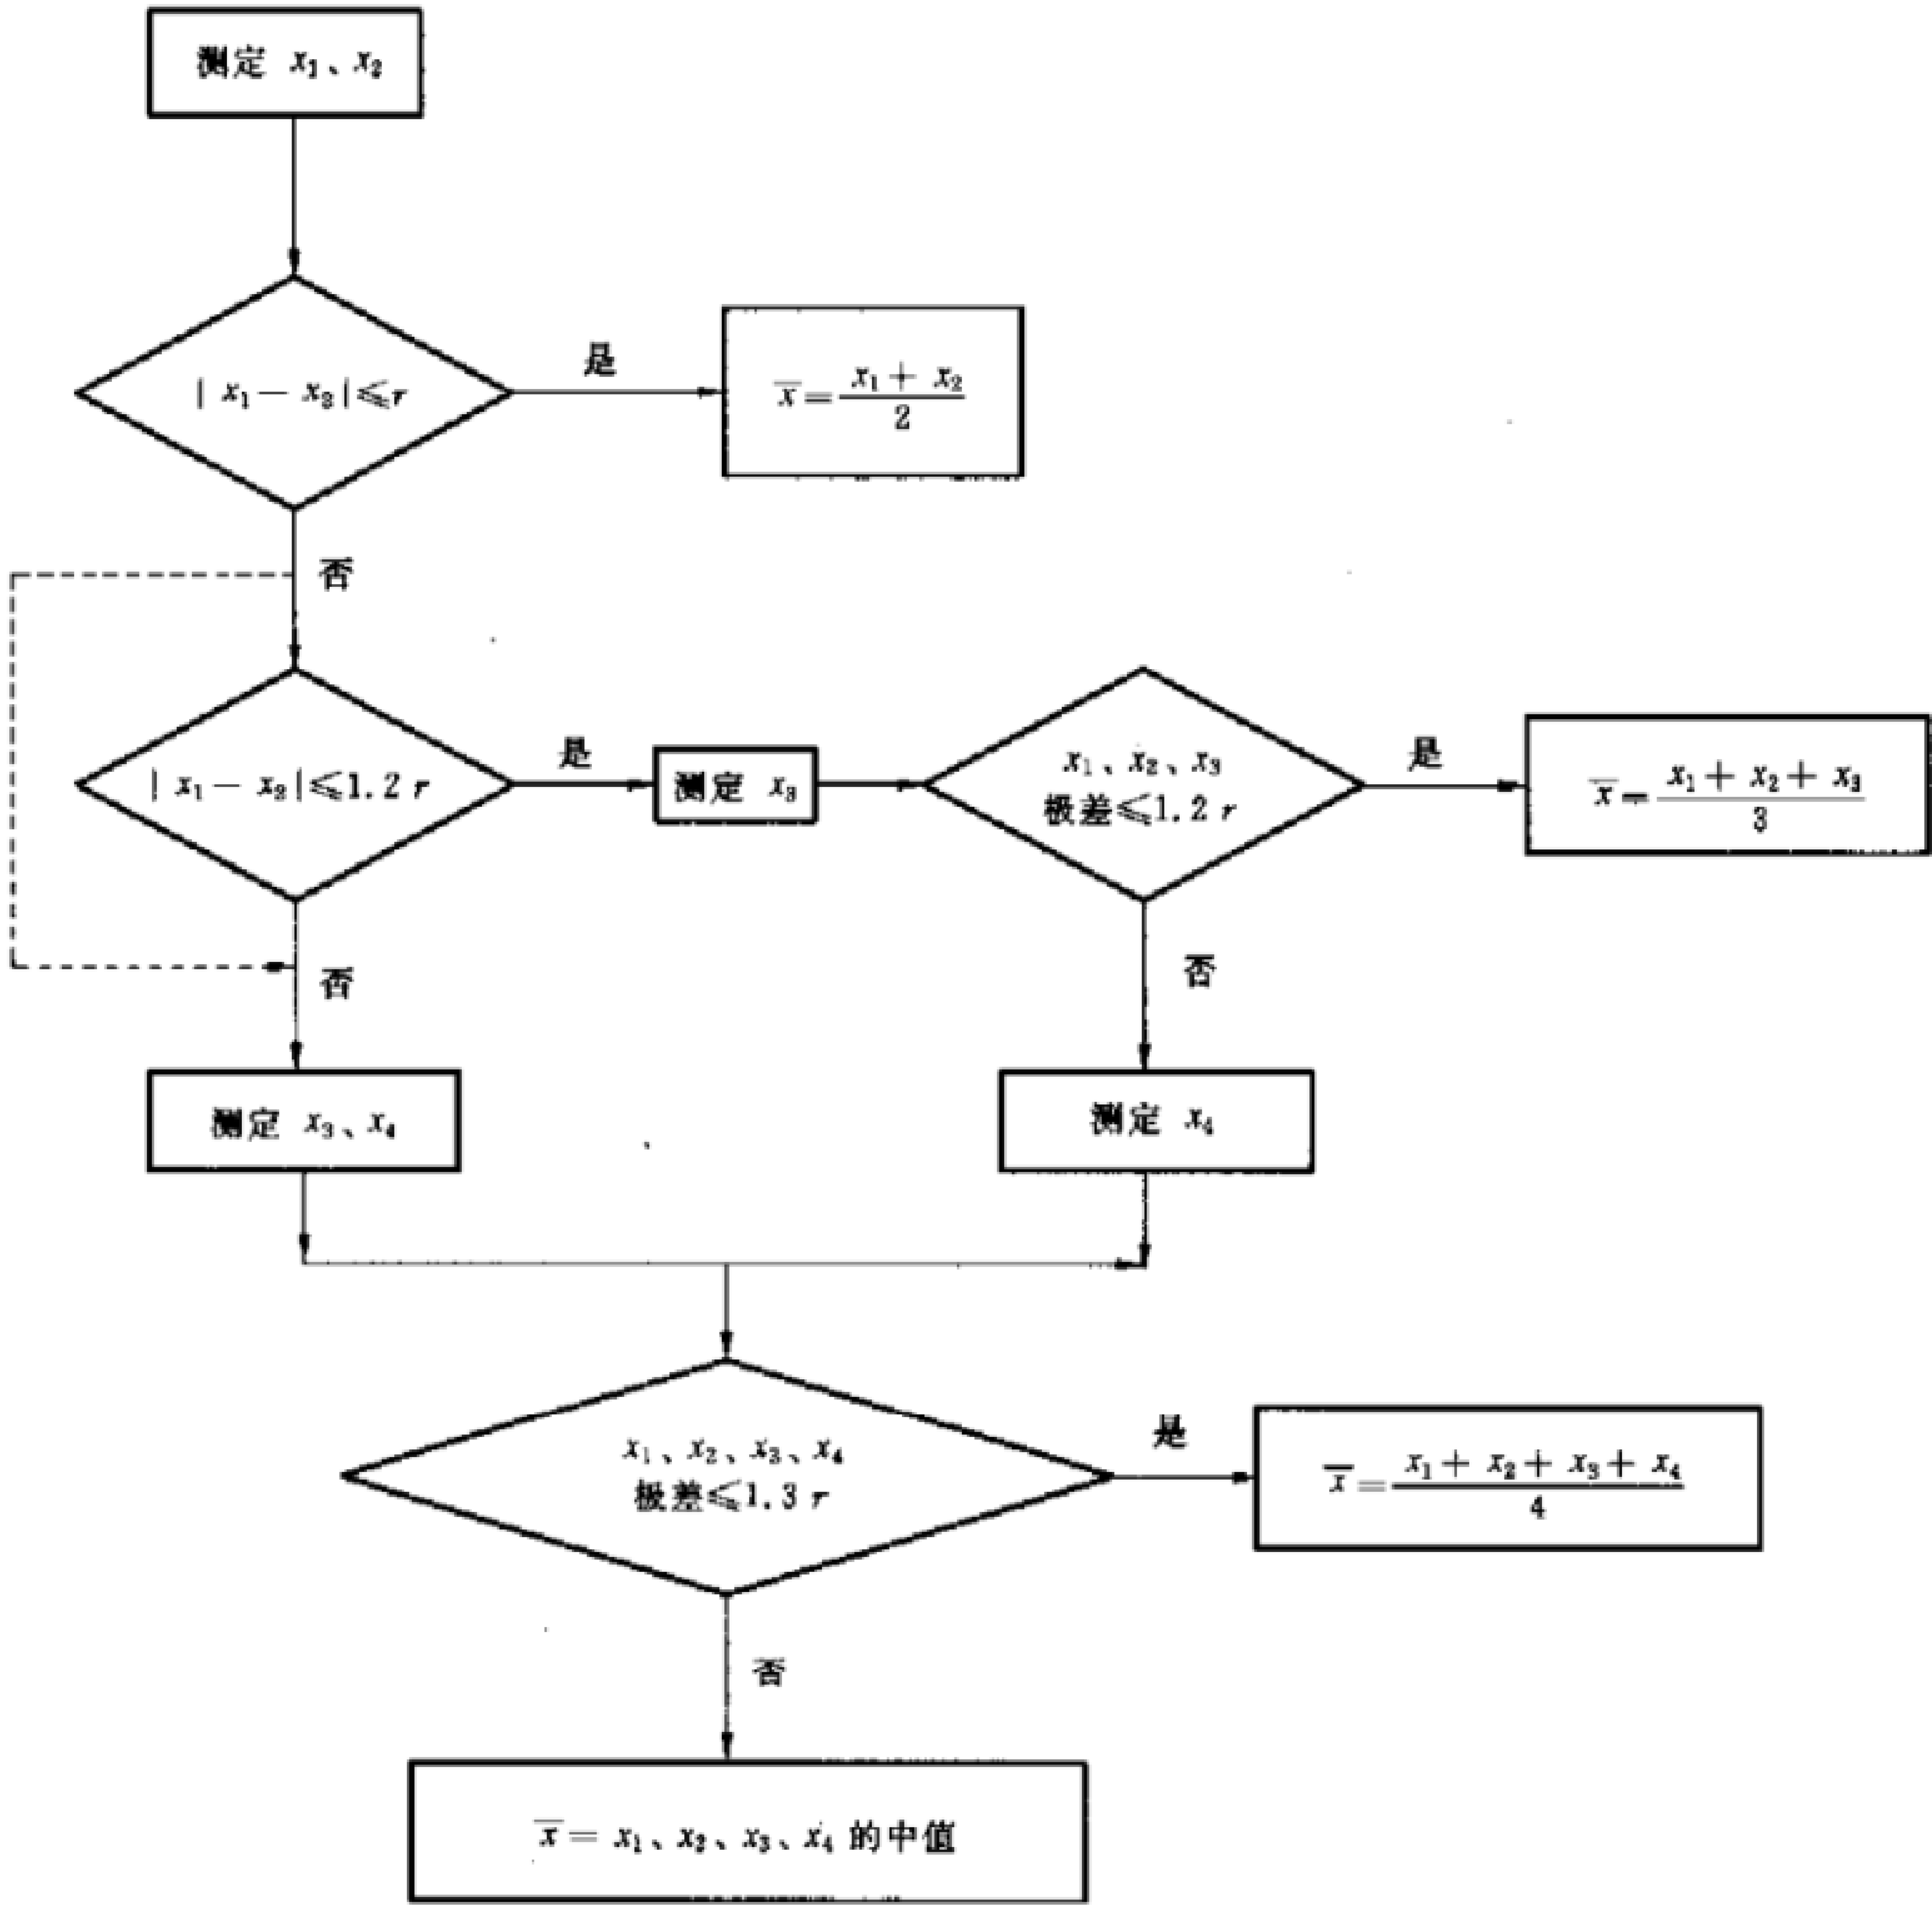 测定 x₁、x₂
| x₁ − x₂ | ⩽ r
是
x̅ = (x₁ + x₂) / 2
否
| x₁ − x₂ | ⩽ 1.2 r
是
测定 x₃
x₁、x₂、x₃
极差⩽1.2 r
是
x̅ = (x₁ + x₂ + x₃) / 3
否
否
测定 x₃、x₄
测定 x₄
x₁、x₂、x₃、x₄
极差⩽1.3 r
是
x̅ = (x₁ + x₂ + x₃ + x₄) / 4
否
x̅ = x₁、x₂、x₃、x₄ 的中值